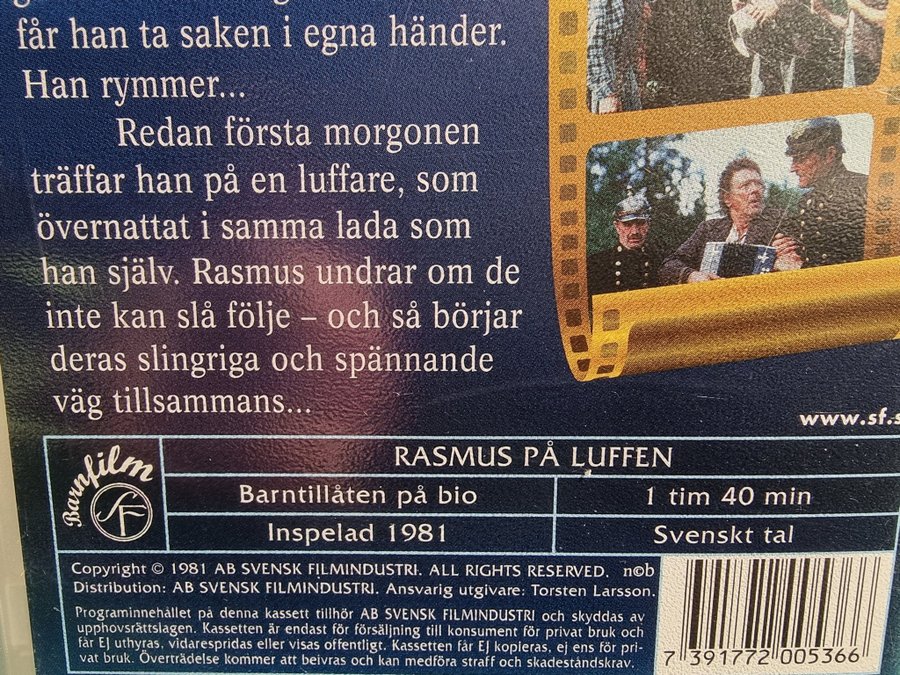 får han ta saken i egna händer.
Han rymmer...
Redan första morgonen
träffar han på en luffare, som
övernattat i samma lada som
han själv. Rasmus undrar om de
inte kan slå följe – och så börjar
deras slingriga och spännande
väg tillsammans...
www.sf.s
Barnfilm
SF
RASMUS PÅ LUFFEN
Barntillåten på bio
1 tim 40 min
Inspelad 1981
Svenskt tal
Copyright © 1981 AB SVENSK FILMINDUSTRI. ALL RIGHTS RESERVED. n©b
Distribution: AB SVENSK FILMINDUSTRI. Ansvarig utgivare: Torsten Larsson.
Programinnehållet på denna kassett tillhör AB SVENSK FILMINDUSTRI och skyddas av
upphovsrättslagen. Kassetten är endast för försäljning till konsument för privat bruk och
får EJ uthyras, vidarespridas eller visas offentligt. Kassetten får EJ kopieras, ej ens för pri-
vat bruk. Överträdelse kommer att beivras och kan medföra straff och skadeståndskrav.
7 391772 005366